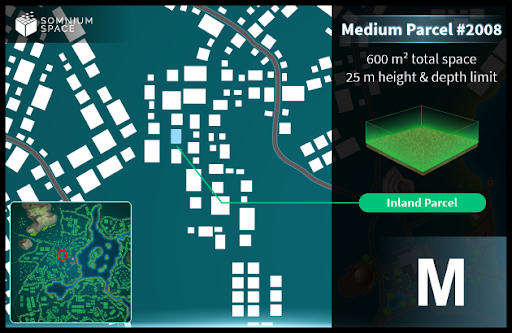 SOMNIUM
SPACE
Medium Parcel #2008
600 m² total space
25 m height & depth limit
Inland Parcel
M